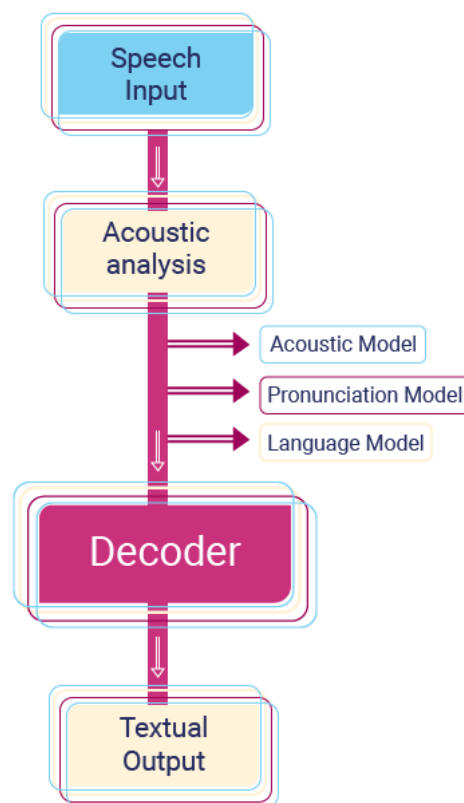 Speech
Input
Acoustic
analysis
Acoustic Model
Pronunciation Model
Language Model
Decoder
Textual
Output